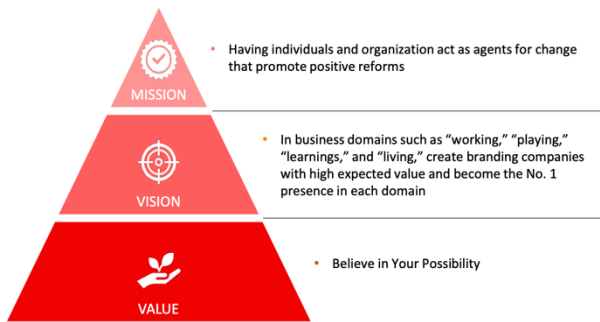 • Having individuals and organization act as agents for change
that promote positive reforms
MISSION
• In business domains such as “working,” “playing,”
“learnings,” and “living,” create branding companies
with high expected value and become the No. 1
presence in each domain
VISION
• Believe in Your Possibility
VALUE